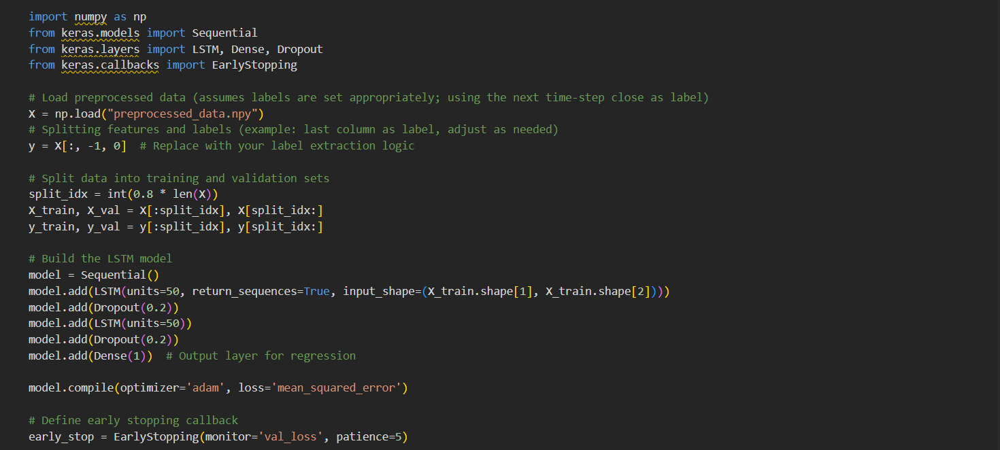 import numpy as np
from keras.models import Sequential
from keras.layers import LSTM, Dense, Dropout
from keras.callbacks import EarlyStopping
# Load preprocessed data (assumes labels are set appropriately; using the next time-step close as label)
X = np.load("preprocessed_data.npy")
# Splitting features and labels (example: last column as label, adjust as needed)
y = X[:, -1, 0]  # Replace with your label extraction logic
# Split data into training and validation sets
split_idx = int(0.8 * len(X))
X_train, X_val = X[:split_idx], X[split_idx:]
y_train, y_val = y[:split_idx], y[split_idx:]
# Build the LSTM model
model = Sequential()
model.add(LSTM(units=50, return_sequences=True, input_shape=(X_train.shape[1], X_train.shape[2])))
model.add(Dropout(0.2))
model.add(LSTM(units=50))
model.add(Dropout(0.2))
model.add(Dense(1))  # Output layer for regression
model.compile(optimizer='adam', loss='mean_squared_error')
# Define early stopping callback
early_stop = EarlyStopping(monitor='val_loss', patience=5)